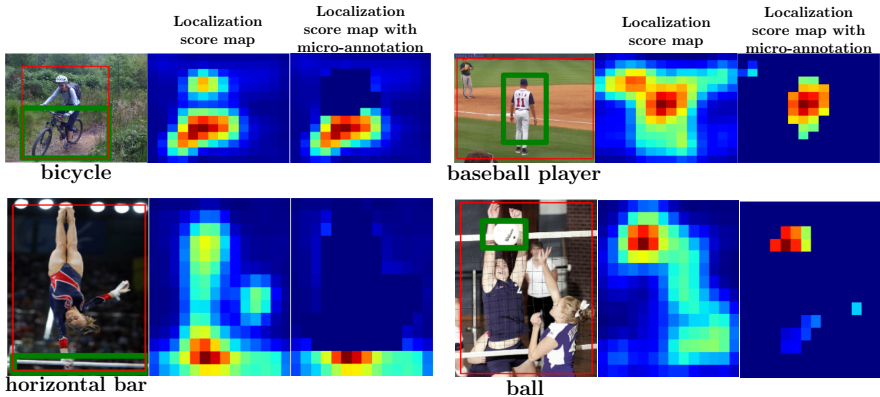 Localization
score map
Localization
score map with
micro-annotation
Localization
score map
Localization
score map with
micro-annotation
11
bicycle
baseball player
horizontal bar
ball